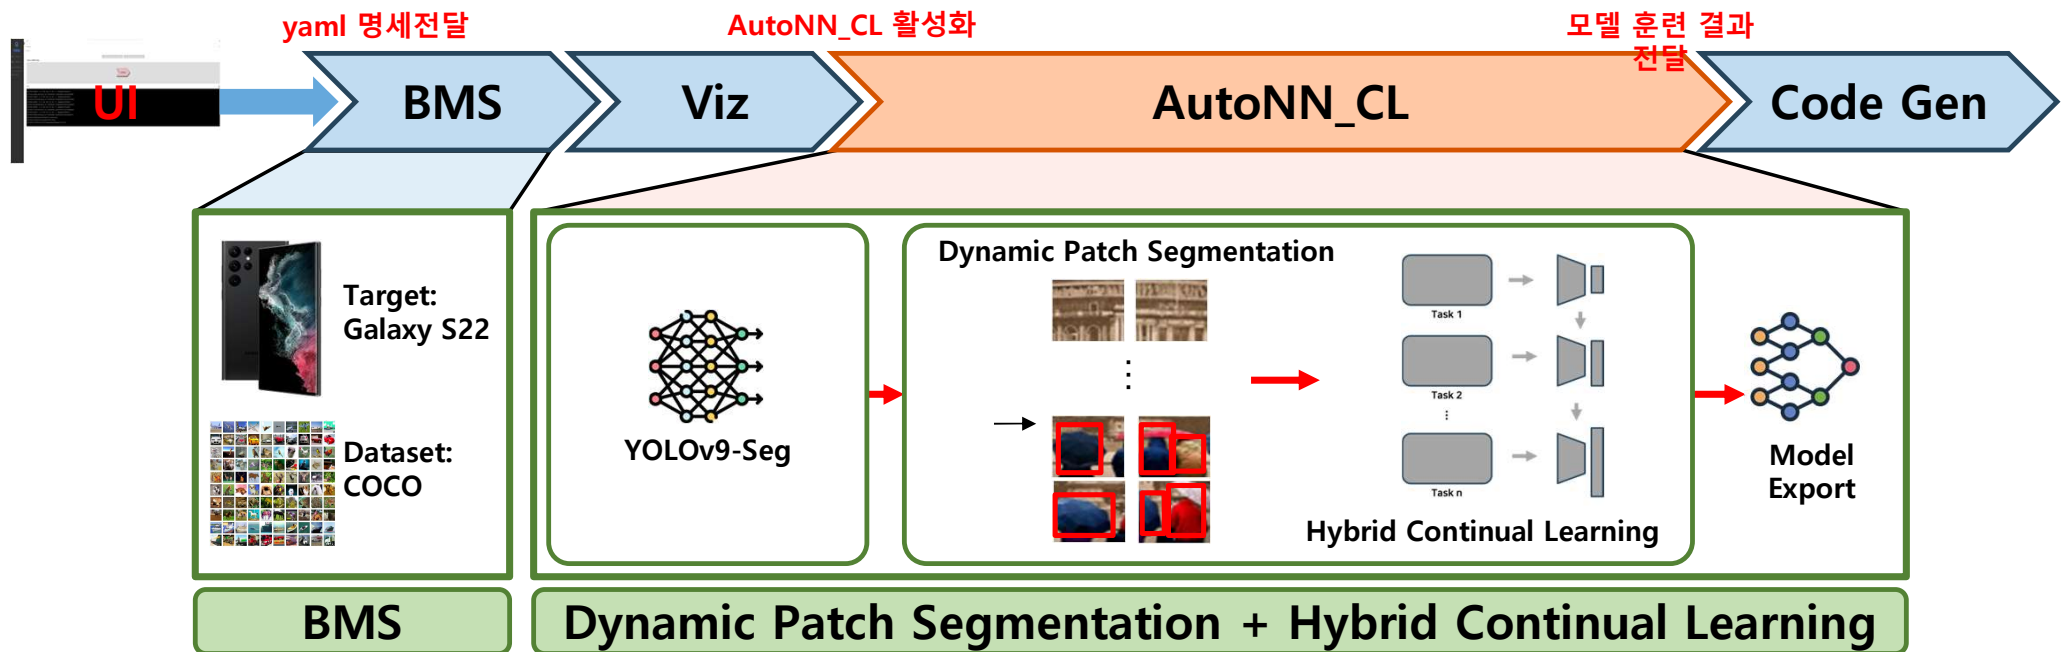 yaml 명세전달
AutoNN_CL 활성화
모델 훈련 결과
전달
UI
BMS
Viz
AutoNN_CL
Code Gen
Target:
Galaxy S22
Dataset:
COCO
YOLOv9-Seg
Dynamic Patch Segmentation
⋮
Task 1
Task 2
⋮
Task n
Hybrid Continual Learning
Model
Export
BMS
Dynamic Patch Segmentation + Hybrid Continual Learning